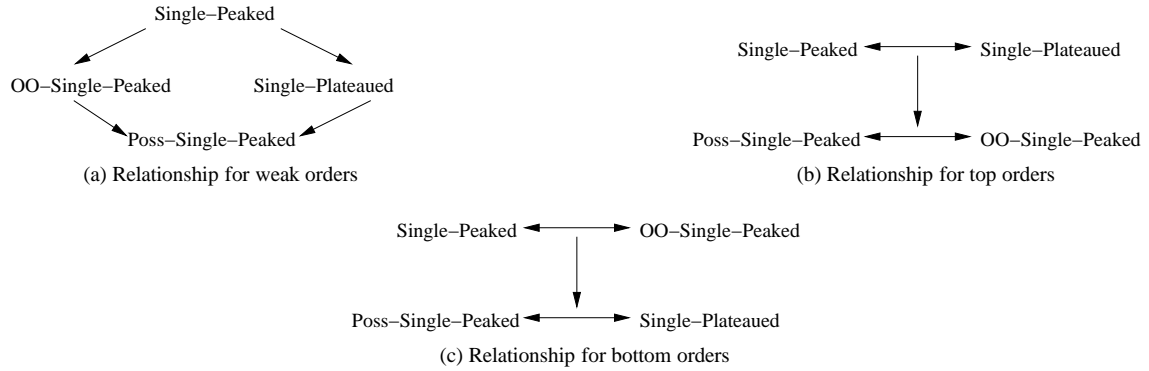 Single−Peaked
OO−Single−Peaked Single−Plateaued
Poss−Single−Peaked
(a) Relationship for weak orders
Single−Peaked Single−Plateaued
Poss−Single−Peaked OO−Single−Peaked
(b) Relationship for top orders
Single−Peaked OO−Single−Peaked
Poss−Single−Peaked Single−Plateaued
(c) Relationship for bottom orders